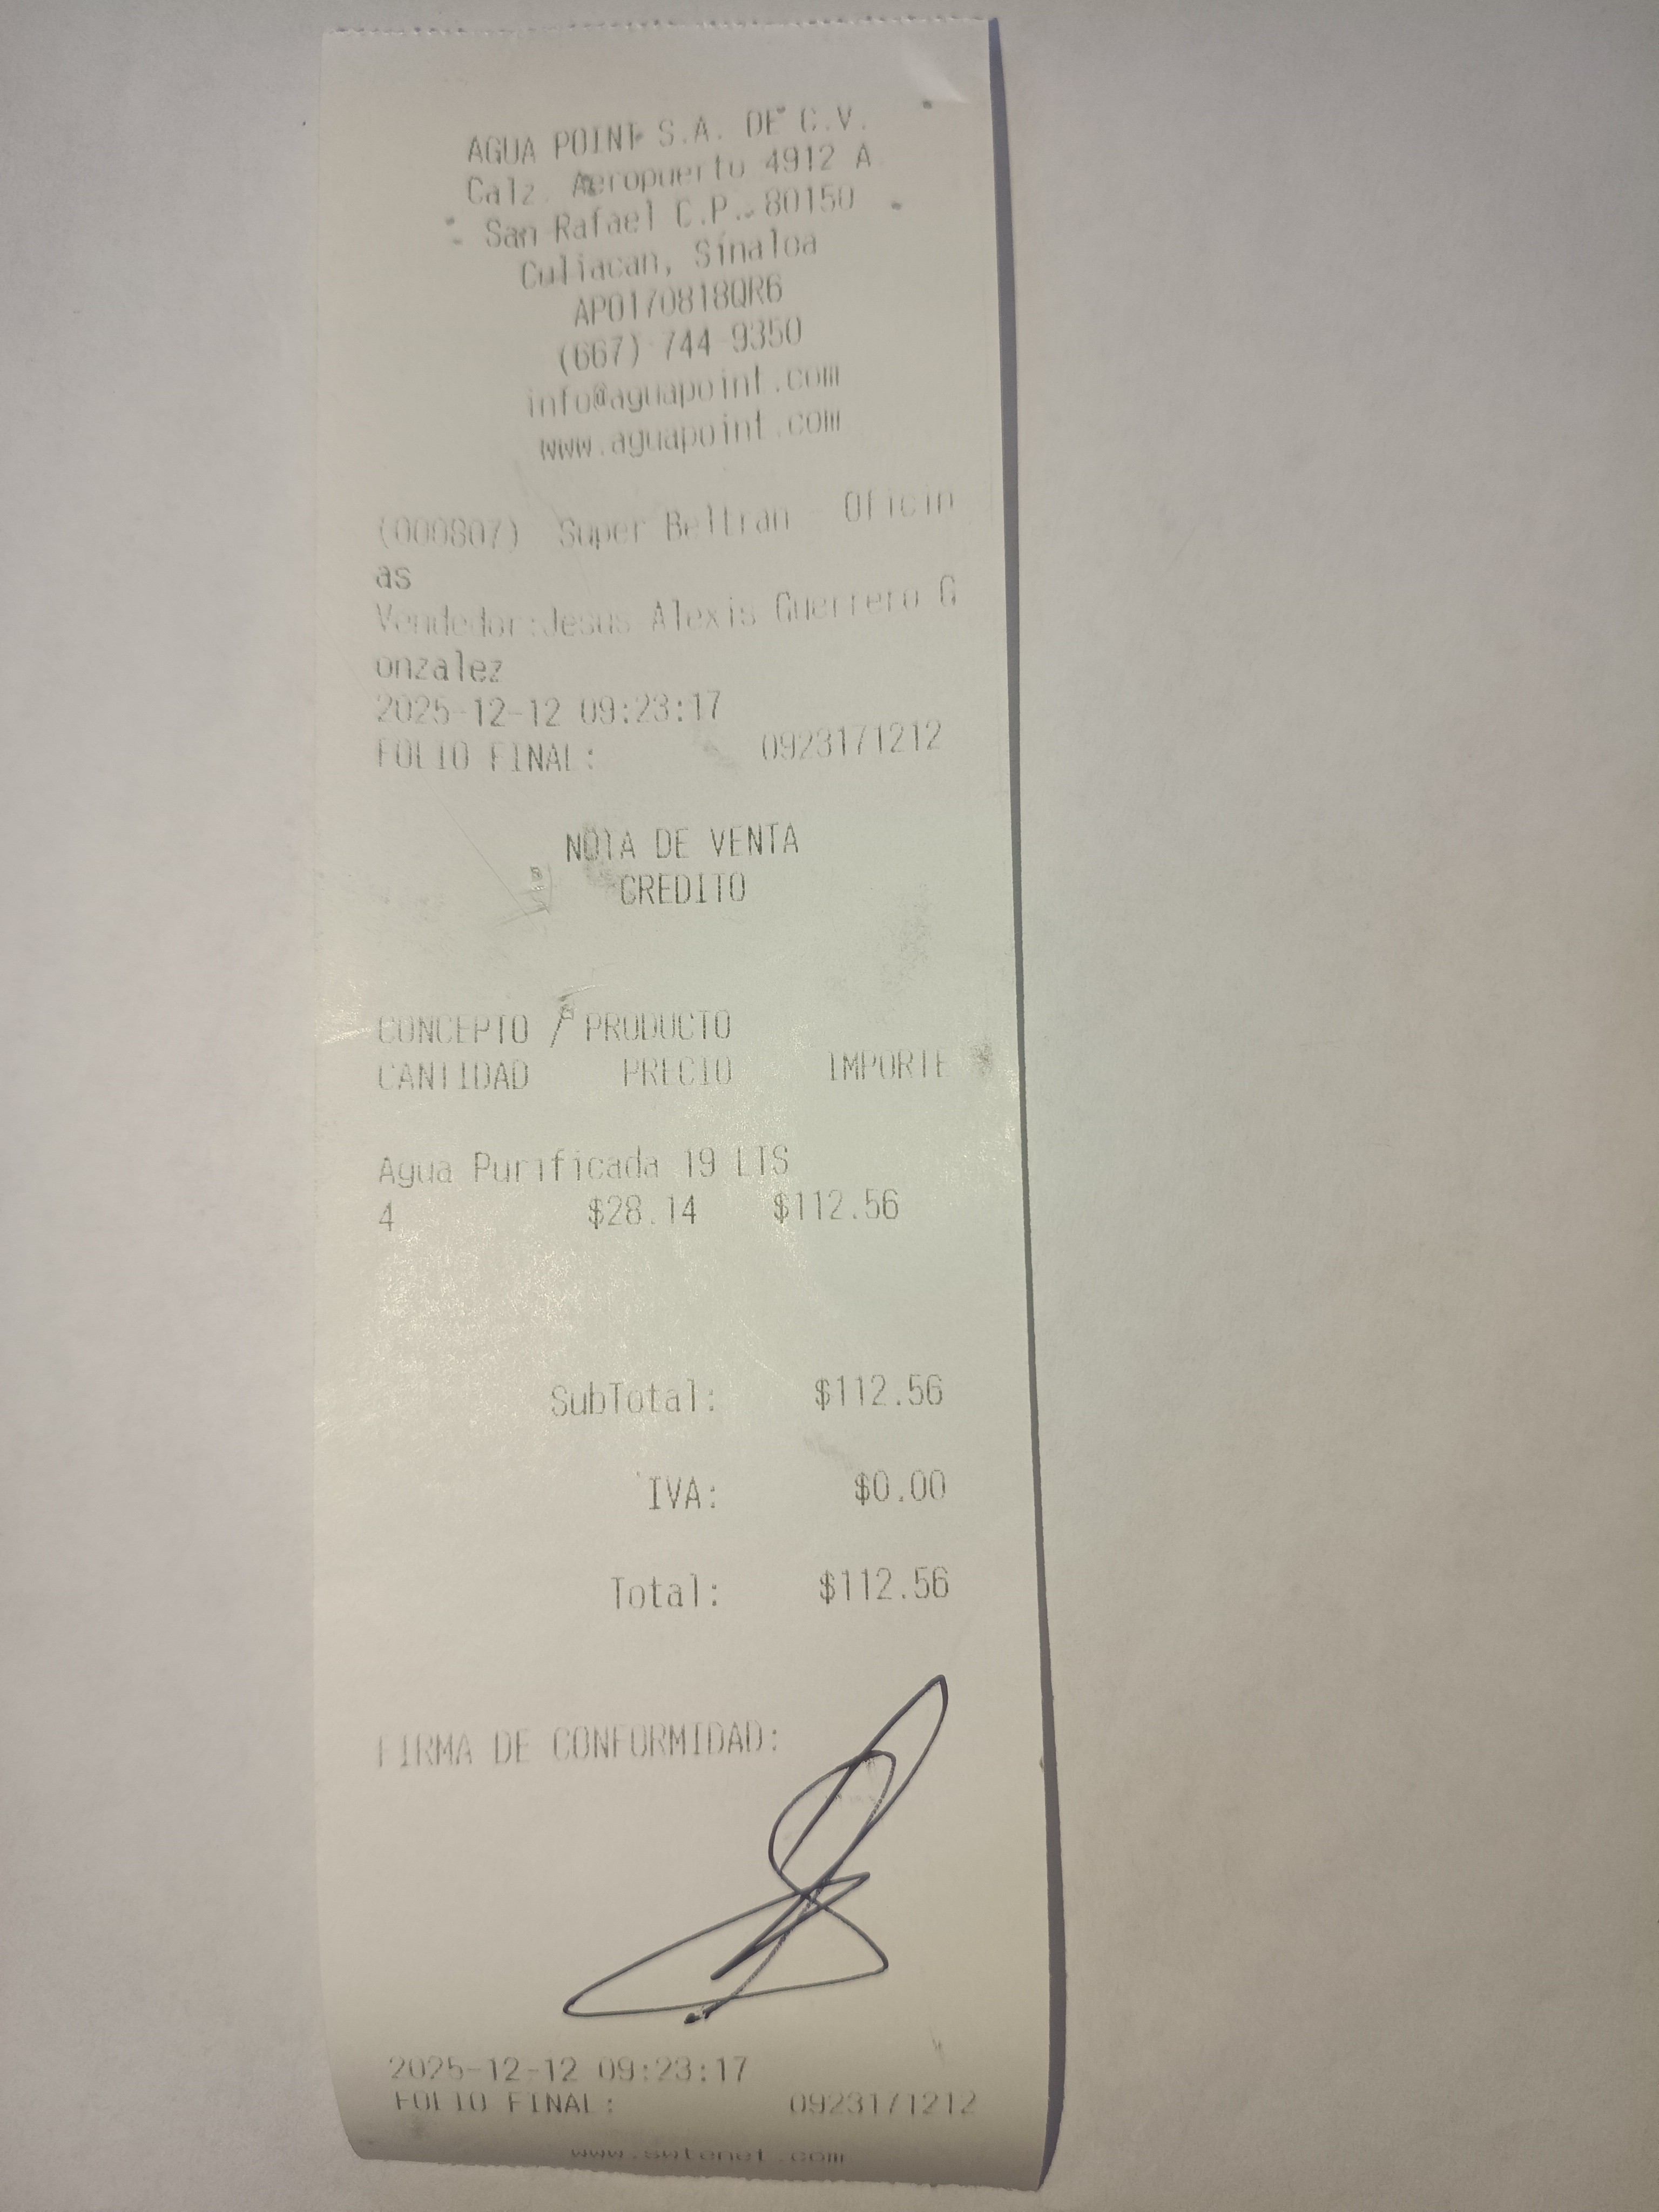 AGUA POINT S.A. DE C.V.
Calz. Aeropuerto 4912 A
San Rafael C.P. 80150
Culiacan, Sinaloa
APO170818QR6
(667) 744 9350
info@aguapoint.com
www.aguapoint.com
(000807) Super Beltran Oficin
as
Vendedor:Jesus Alexis Guerrero G
onzalez
2025-12-12 09:23:17
FOLIO FINAL: 0923171212
NOTA DE VENTA
CREDITO
CONCEPTO / PRODUCTO
CANTIDAD PRECIO IMPORTE
Agua Purificada 19 LTS
4 $28.14 $112.56
SubTotal: $112.56
IVA: $0.00
Total: $112.56
FIRMA DE CONFORMIDAD:
2025-12-12 09:23:17
FOLIO FINAL: 0923171212